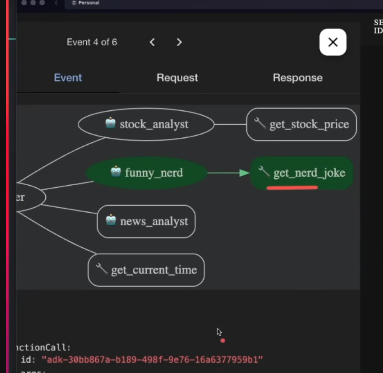 Personal
SE
ID
Event 4 of 6
Event Request Response
stock_analyst get_stock_price
funny_nerd get_nerd_joke
er
news_analyst
get_current_time
nctionCall:
id: "adk-30bb867a-b189-498f-9e76-16a6377959b1"
args: